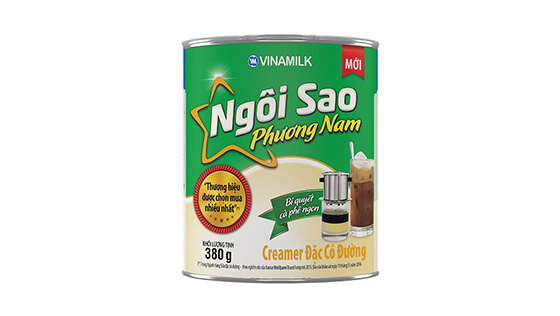 VINAMILK
MỚI
Ngôi Sao
Phương Nam
"Thương hiệu
được chọn mua
nhiều nhất"
Bí quyết
cà phê ngon
KHỐI LƯỢNG TỊNH
380 g
Creamer Đặc Có Đường